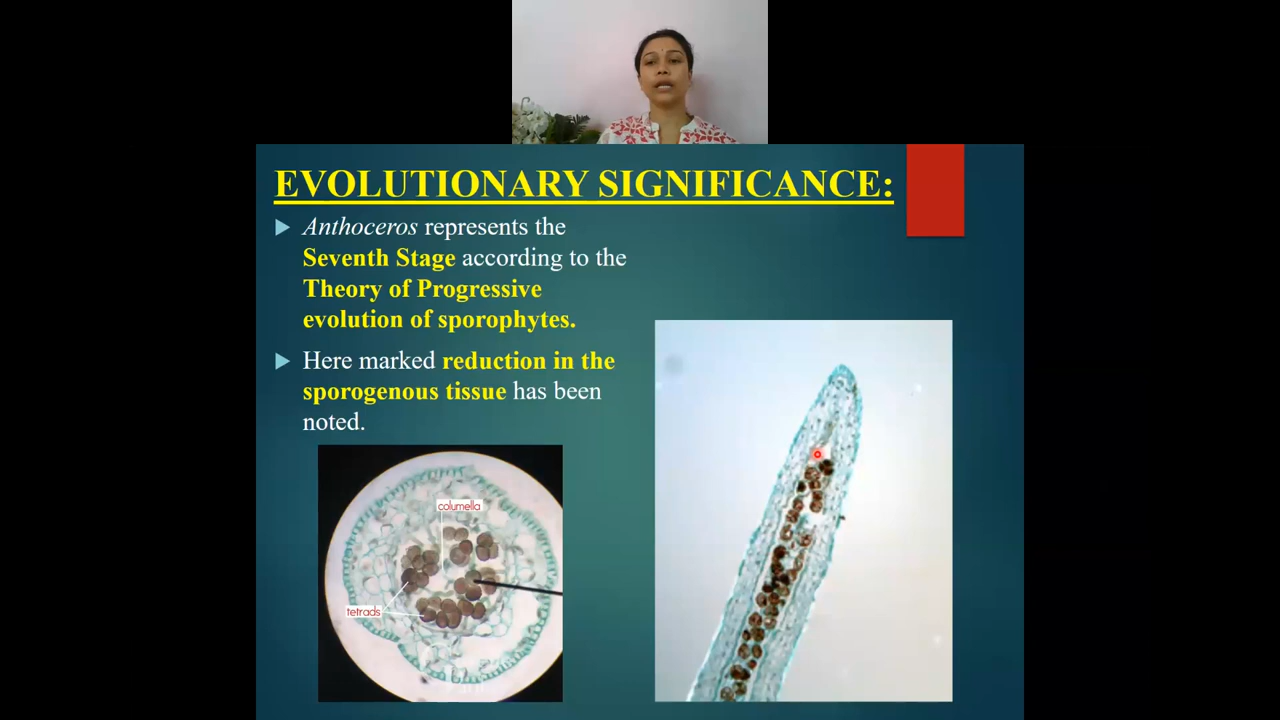 EVOLUTIONARY SIGNIFICANCE:
Anthoceros represents the
Seventh Stage according to the
Theory of Progressive
evolution of sporophytes.
Here marked reduction in the
sporogenous tissue has been
noted.
columella
tetrads